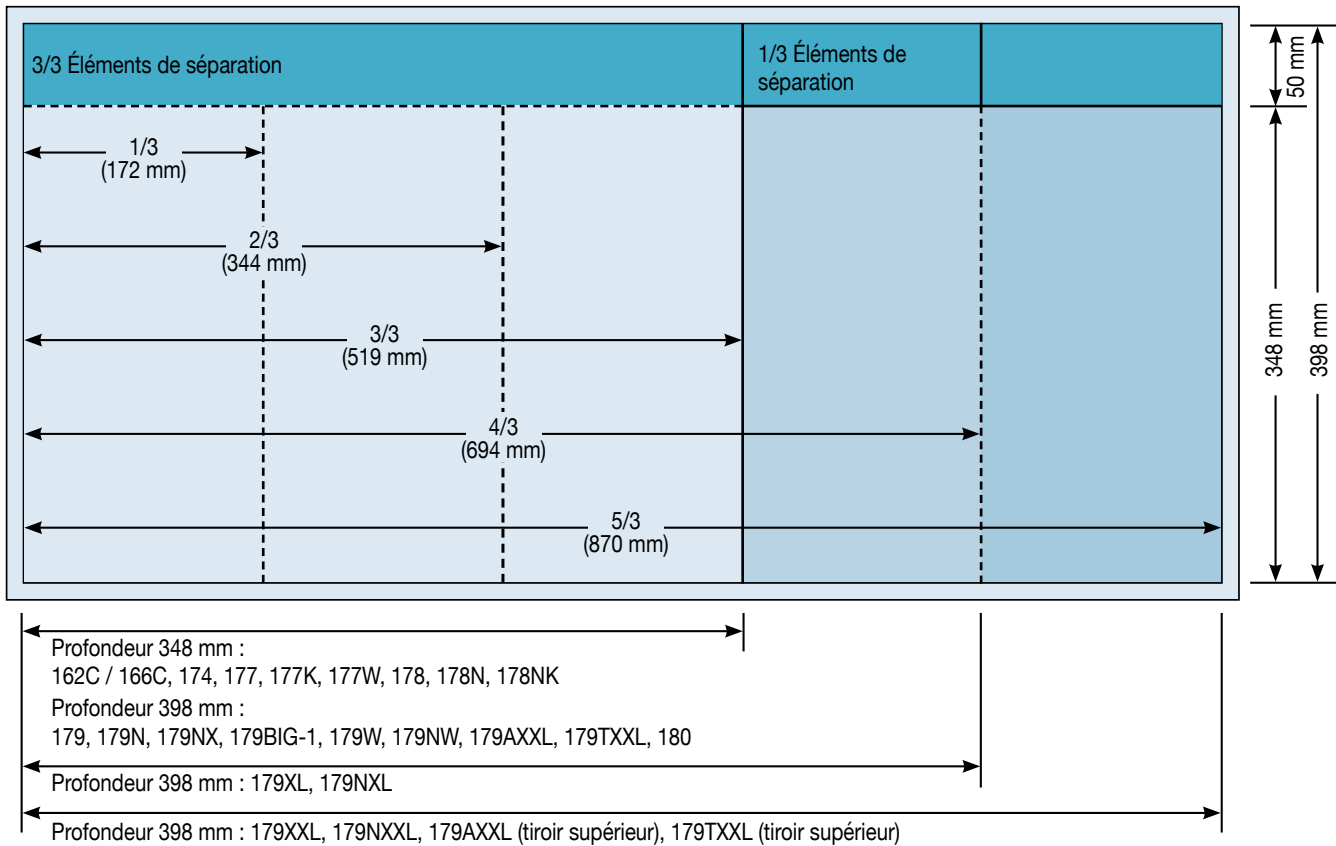 3/3 Éléments de séparation
1/3 Éléments de
séparation
50 mm
348 mm
398 mm
1/3
(172 mm)
2/3
(344 mm)
3/3
(519 mm)
4/3
(694 mm)
5/3
(870 mm)
Profondeur 348 mm :
162C / 166C, 174, 177, 177K, 177W, 178, 178N, 178NK
Profondeur 398 mm :
179, 179N, 179NX, 179BIG-1, 179W, 179NW, 179AXXL, 179TXXL, 180
Profondeur 398 mm : 179XL, 179NXL
Profondeur 398 mm : 179XXL, 179NXXL, 179AXXL (tiroir supérieur), 179TXXL (tiroir supérieur)